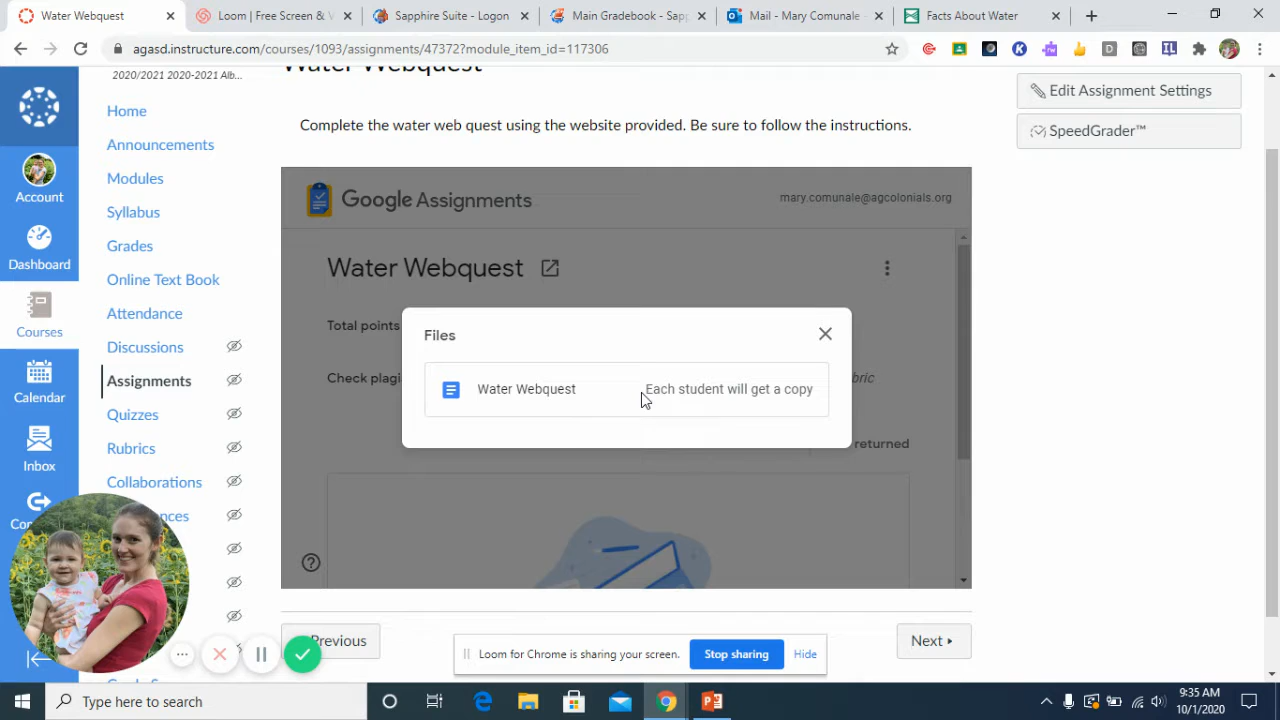 Water Webquest
Loom | Free Screen & V
Sapphire Suite - Logon
Main Gradebook - Sapp
Mail - Mary Comunale -
Facts About Water
agasd.instructure.com/courses/1093/assignments/47372?module_item_id=117306
2020/2021 2020-2021 Alb...
Home
Announcements
Modules
Syllabus
Grades
Online Text Book
Attendance
Discussions
Assignments
Quizzes
Rubrics
Collaborations
Account
Dashboard
Courses
Calendar
Inbox
Water Webquest
Complete the water web quest using the website provided. Be sure to follow the instructions.
Google Assignments
mary.comunale@agcolonials.org
Water Webquest
Total points
Check plagi
returned
Files
Water Webquest
Each student will get a copy
Previous
Next
Loom for Chrome is sharing your screen.
Stop sharing
Hide
Edit Assignment Settings
SpeedGrader™
Type here to search
9:35 AM
10/1/2020